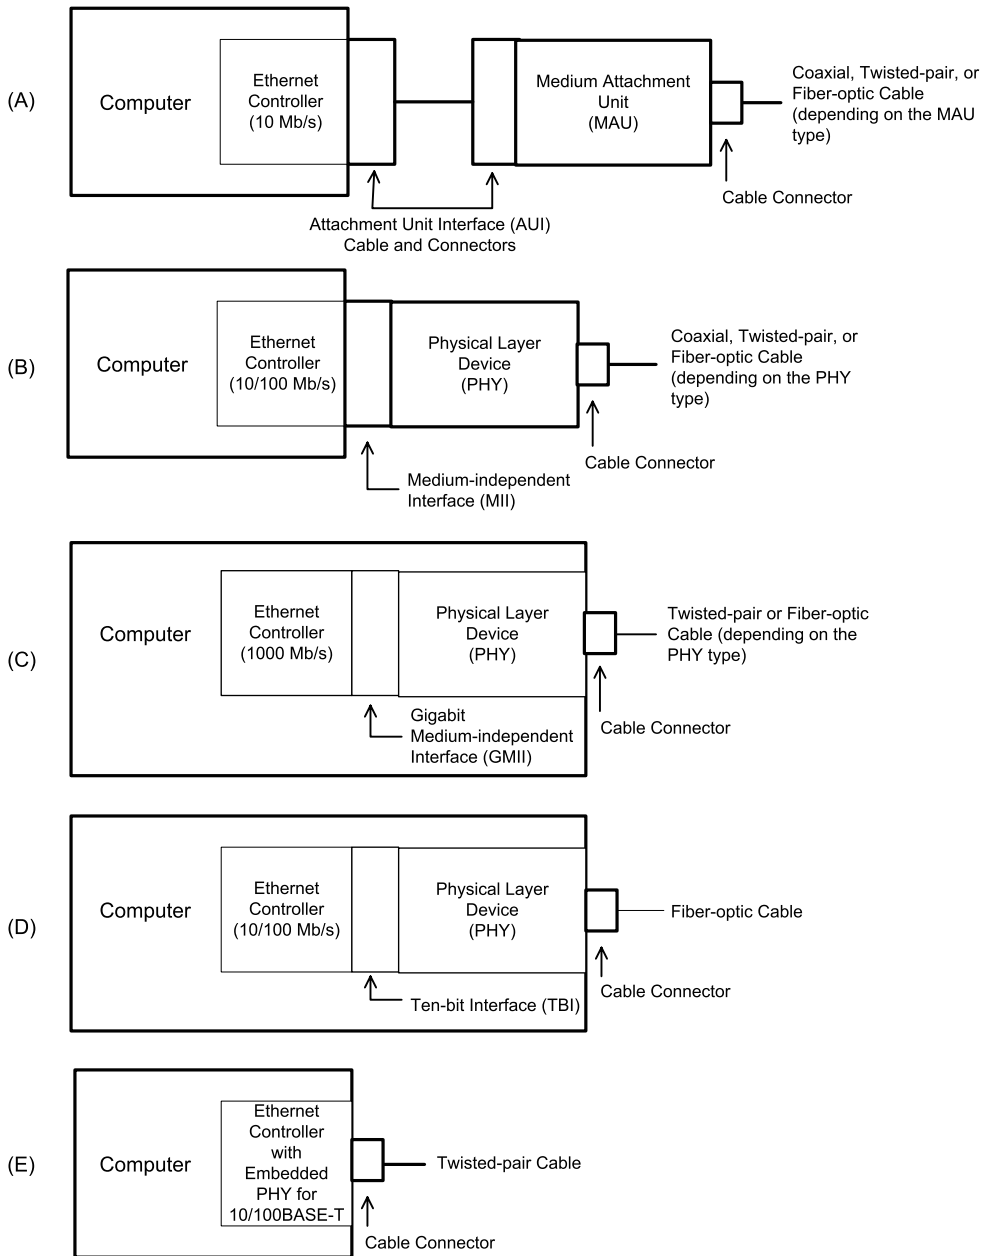 (A)
Computer
Ethernet
Controller
(10 Mb/s)
Medium Attachment
Unit
(MAU)
Coaxial, Twisted-pair, or
Fiber-optic Cable
(depending on the MAU
type)
Cable Connector
Attachment Unit Interface (AUI)
Cable and Connectors
(B)
Computer
Ethernet
Controller
(10/100 Mb/s)
Physical Layer
Device
(PHY)
Coaxial, Twisted-pair, or
Fiber-optic Cable
(depending on the PHY
type)
Cable Connector
Medium-independent
Interface (MII)
(C)
Computer
Ethernet
Controller
(1000 Mb/s)
Physical Layer
Device
(PHY)
Twisted-pair or Fiber-optic
Cable (depending on the
PHY type)
Gigabit
Medium-independent
Interface (GMII)
Cable Connector
(D)
Computer
Ethernet
Controller
(10/100 Mb/s)
Physical Layer
Device
(PHY)
Fiber-optic Cable
Cable Connector
Ten-bit Interface (TBI)
(E)
Computer
Ethernet
Controller
with
Embedded
PHY for
10/100BASE-T
Twisted-pair Cable
Cable Connector